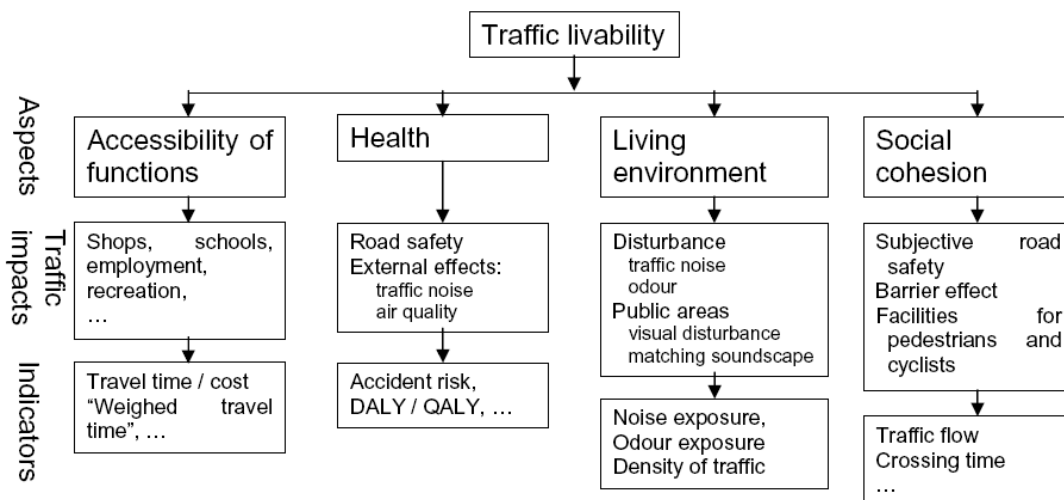 Traffic livability
Aspects
Accessibility of
functions
Health
Living
environment
Social
cohesion
Traffic
impacts
Shops, schools,
employment,
recreation,
…
Road safety
External effects:
traffic noise
air quality
Disturbance
traffic noise
odour
Public areas
visual disturbance
matching soundscape
Subjective road
safety
Barrier effect
Facilities for
pedestrians and
cyclists
Indicators
Travel time / cost
“Weighed travel
time”, …
Accident risk,
DALY / QALY, …
Noise exposure,
Odour exposure
Density of traffic
Traffic flow
Crossing time
…